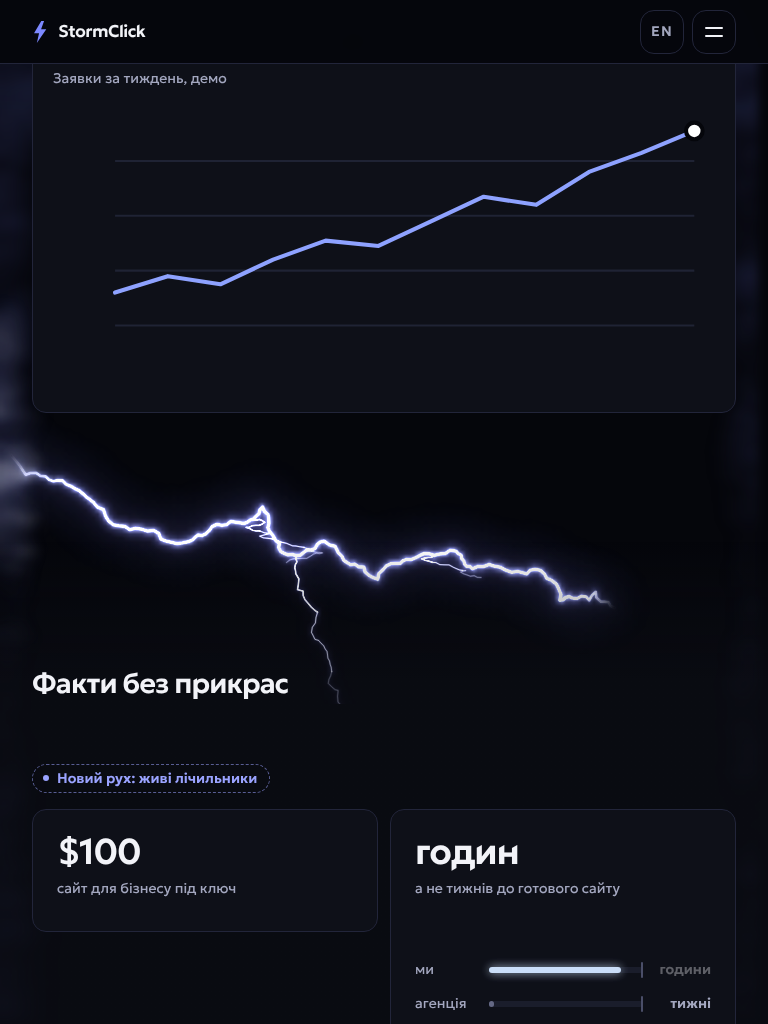 StormClick
EN
Заявки за тиждень, демо
Факти без прикрас
Новий рух: живі лічильники
$100
сайт для бізнесу під ключ
годин
а не тижнів до готового сайту
ми
години
агенція
тижні